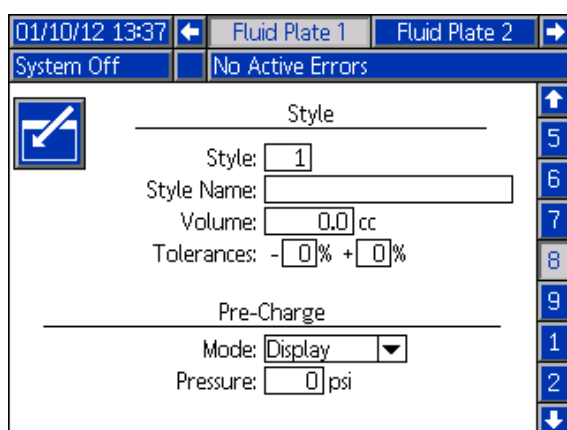 01/10/12 13:37 Fluid Plate 1 Fluid Plate 2
System Off No Active Errors
Style
Style: 1
Style Name:
Volume: 0.0 cc
Tolerances: - 0 % + 0 %
Pre-Charge
Mode: Display
Pressure: 0 psi
5
6
7
8
9
1
2